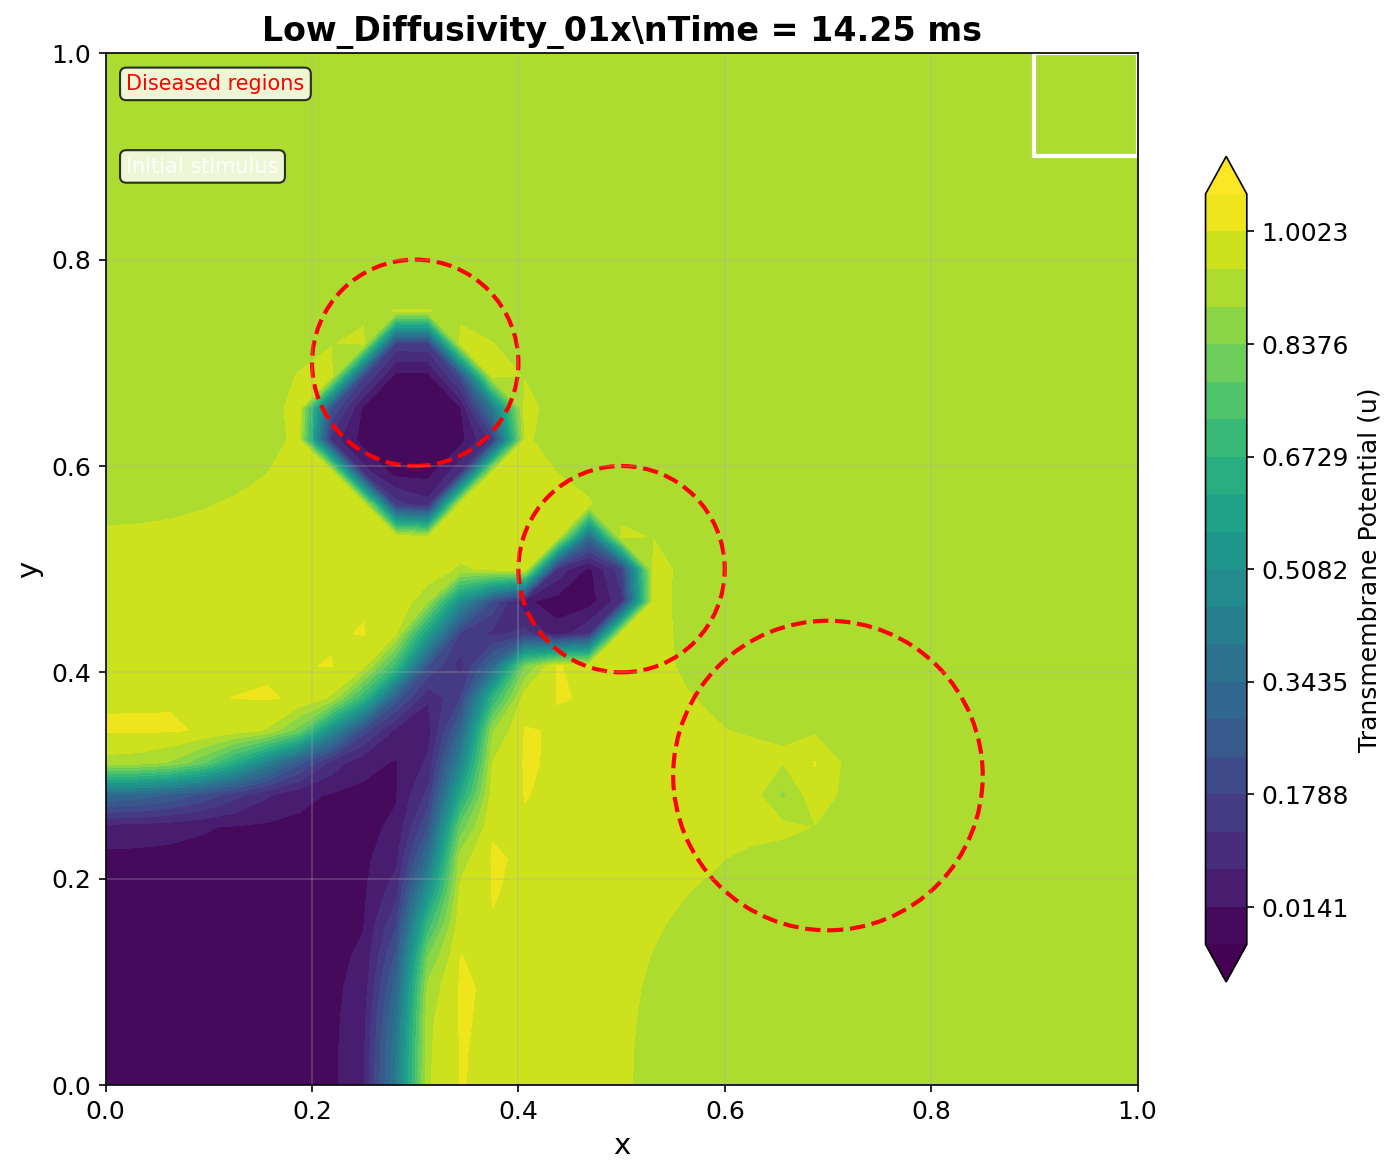 Low_Diffusivity_01x\nTime = 14.25 ms
Diseased regions
Initial stimulus
1.0
0.8
0.6
0.4
0.2
0.0
y
0.0 0.2 0.4 0.6 0.8 1.0
x
1.0023
0.8376
0.6729
0.5082
0.3435
0.1788
0.0141
Transmembrane Potential (u)